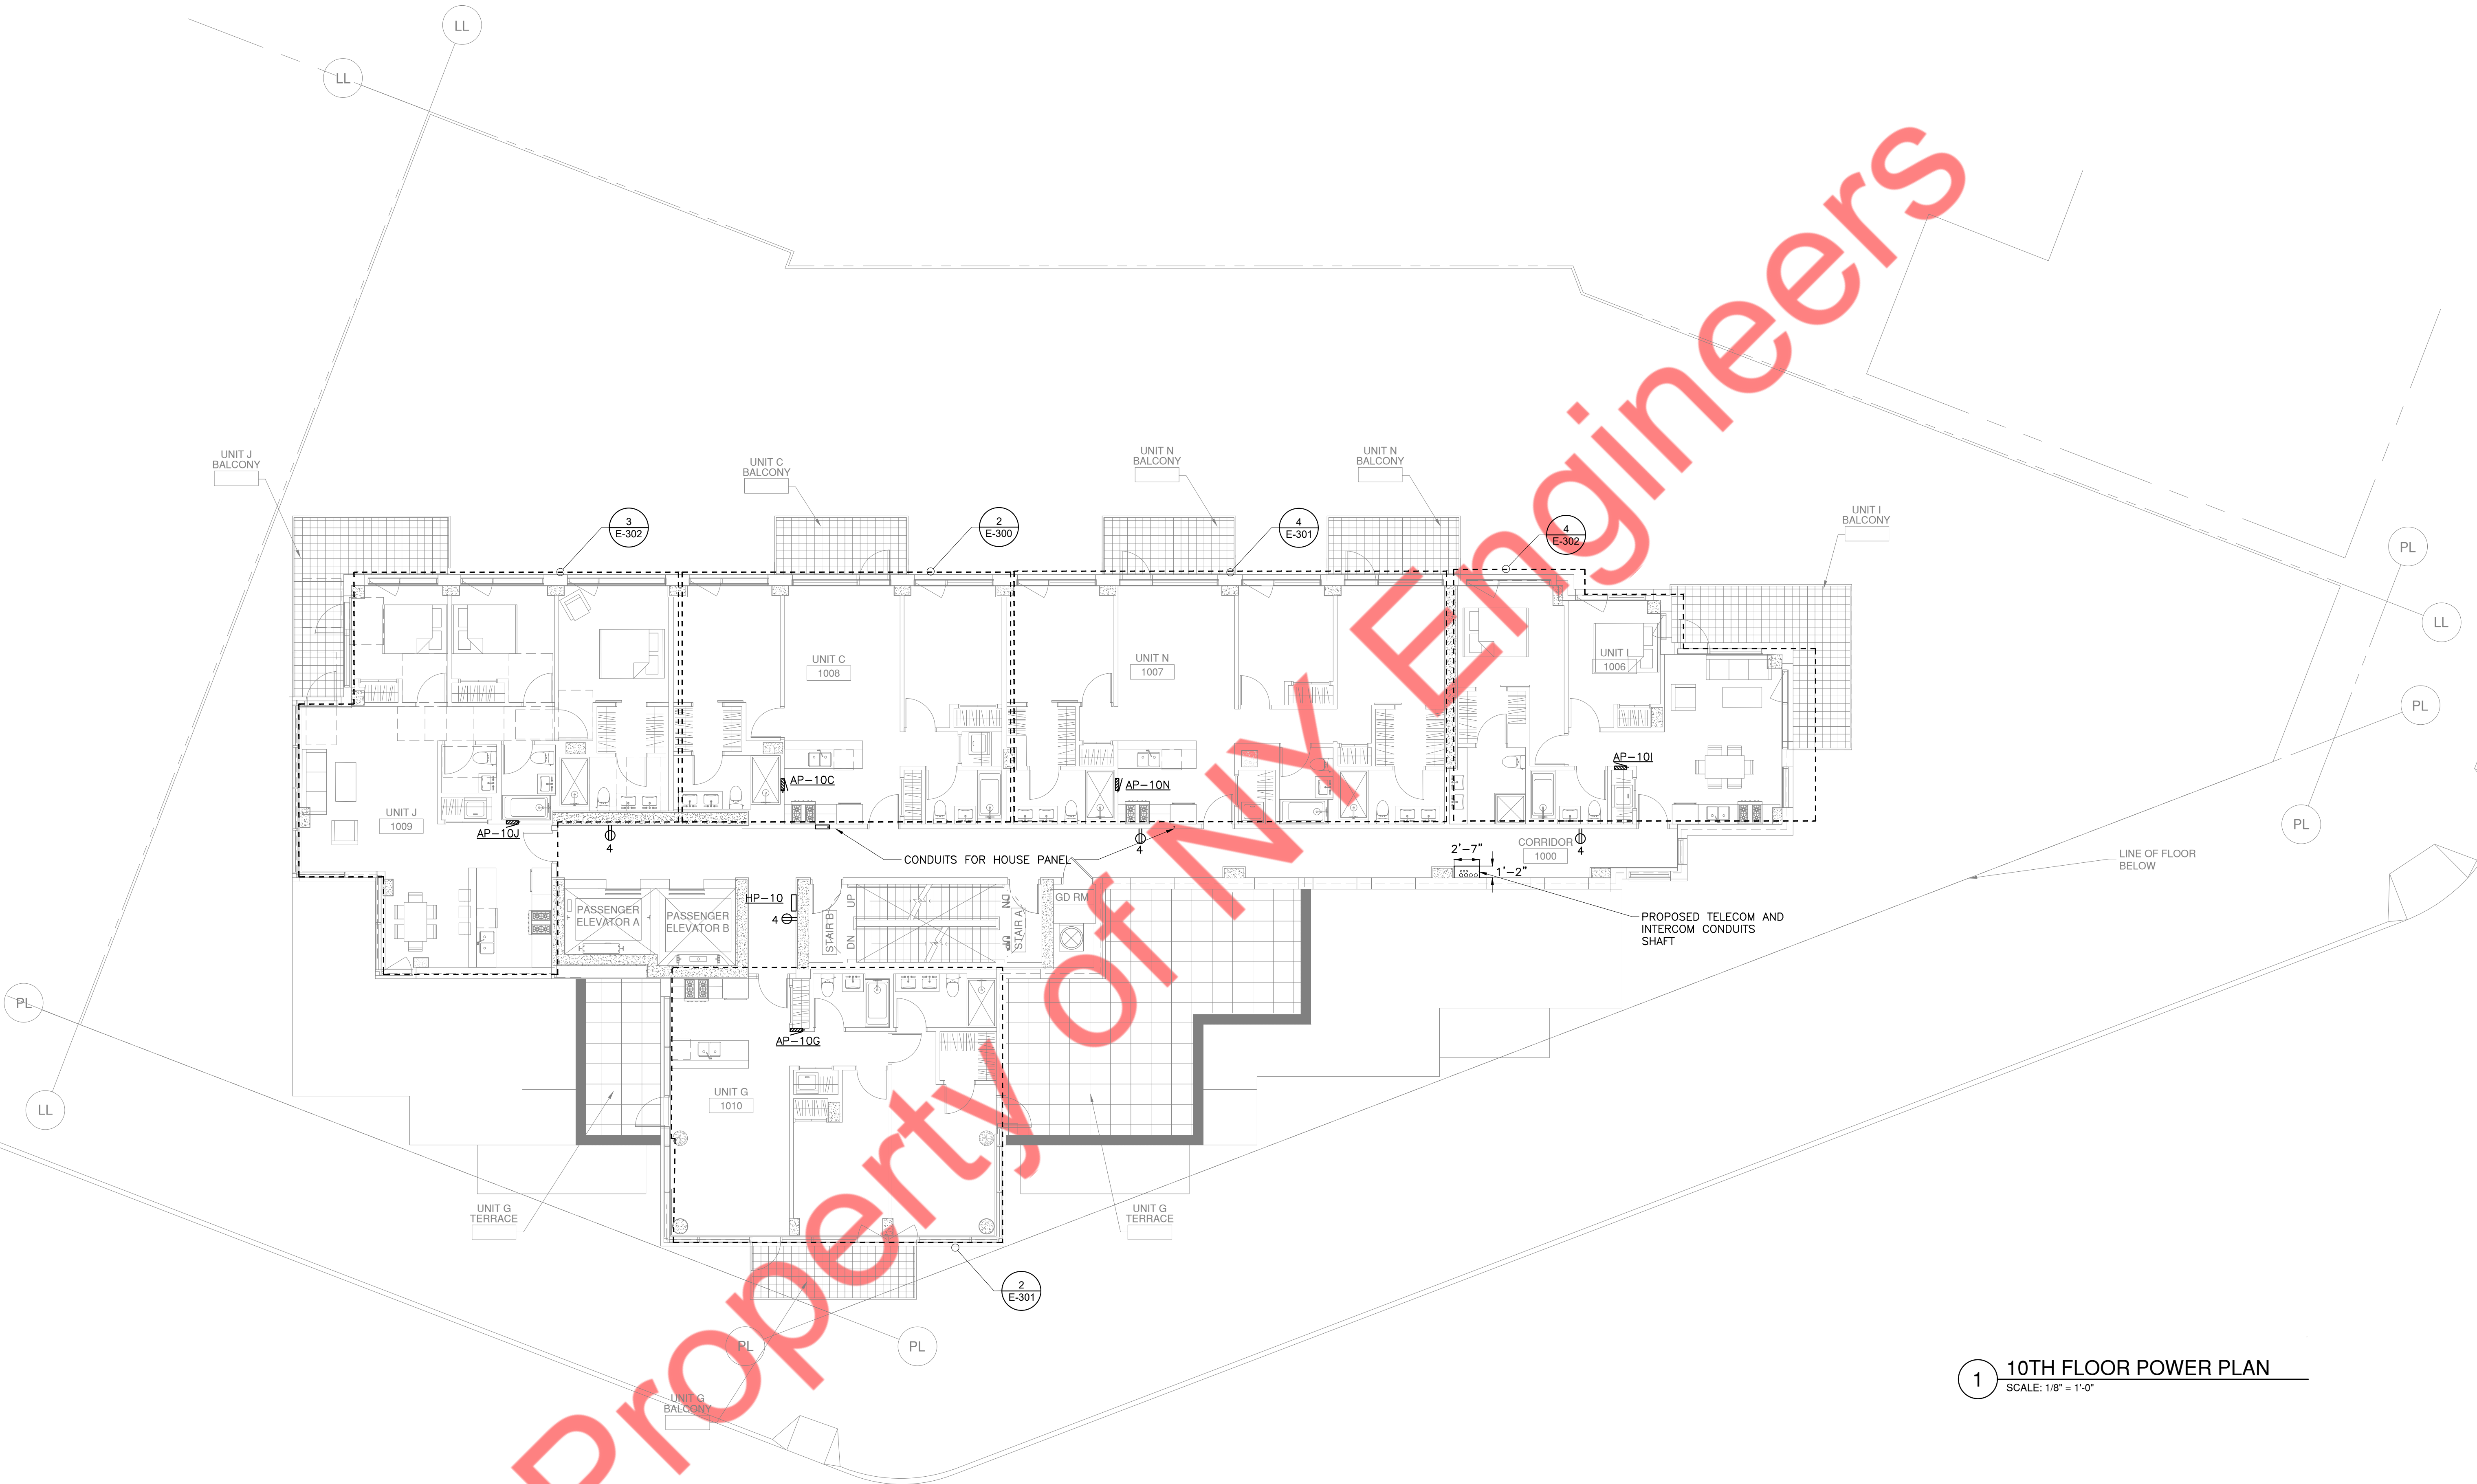 LL
LL
UNIT J
BALCONY
UNIT C
BALCONY
UNIT N
BALCONY
UNIT N
BALCONY
UNIT I
BALCONY
3
E-302
2
E-300
4
E-301
4
E-302
PL
LL
PL
PL
UNIT C
1008
UNIT N
1007
UNIT I
1006
AP-10C
AP-10N
AP-10I
UNIT J
1009
AP-10J
4
4
4
CONDUITS FOR HOUSE PANEL
CORRIDOR
1000
2'-7"
1'-2"
LINE OF FLOOR
BELOW
HP-10
4
PASSENGER
ELEVATOR A
PASSENGER
ELEVATOR B
STAIR B
DN
UP
DN
UP
STAIR A
GD RM
PROPOSED TELECOM AND
INTERCOM CONDUITS
SHAFT
PL
LL
AP-10G
UNIT G
1010
UNIT G
TERRACE
UNIT G
TERRACE
2
E-301
PL
PL
UNIT G
BALCONY
1
10TH FLOOR POWER PLAN
SCALE: 1/8" = 1'-0"
Property of NY Engineers